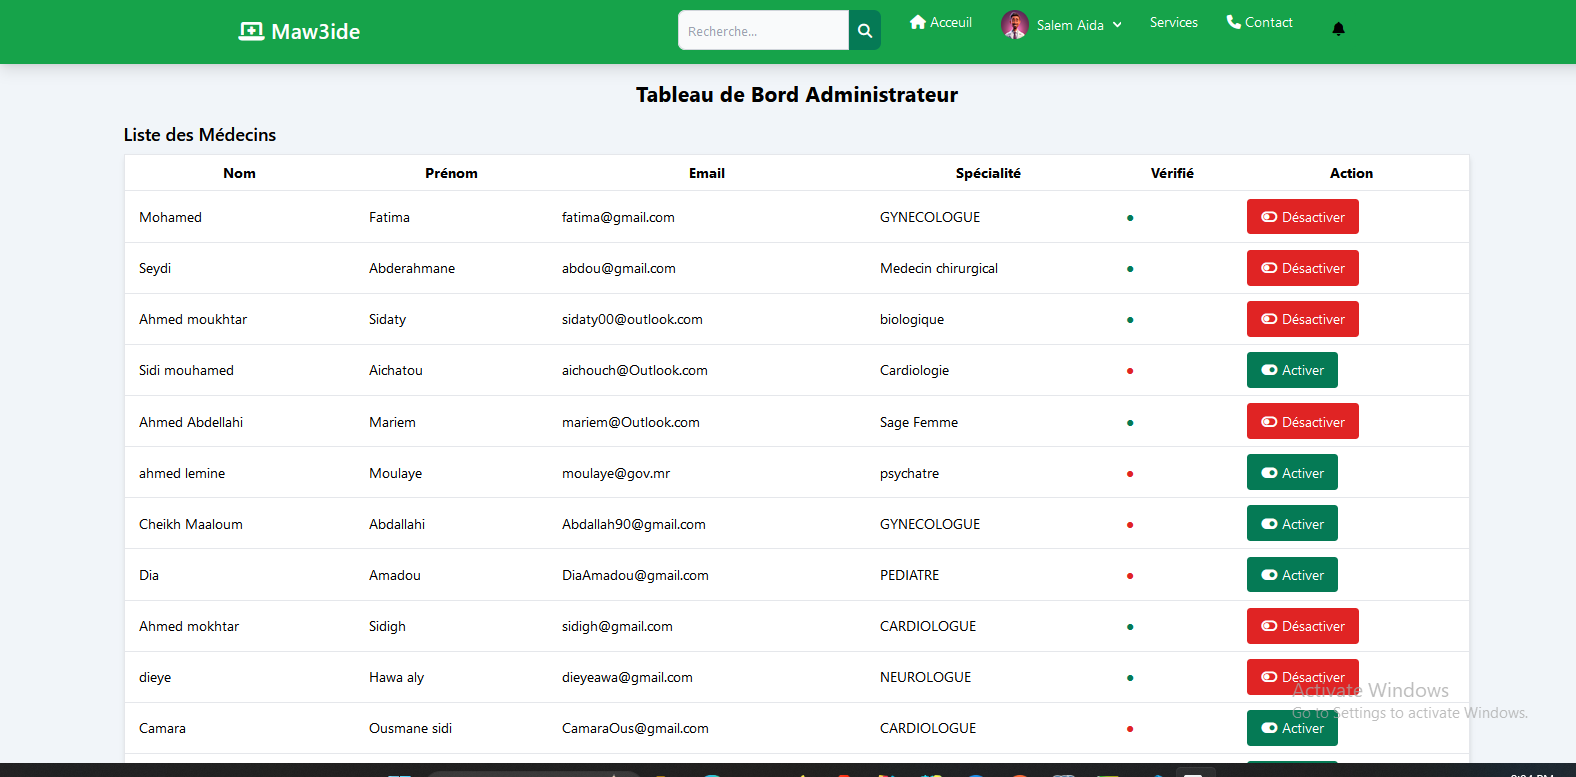 Maw3ide
Recherche...
Acceuil
Salem Aida
Services
Contact
Tableau de Bord Administrateur
Liste des Médecins
Nom Prénom Email Spécialité Vérifié Action
Mohamed Fatima fatima@gmail.com GYNECOLOGUE Désactiver
Seydi Abderahmane abdou@gmail.com Medecin chirurgical Désactiver
Ahmed moukhtar Sidaty sidaty00@outlook.com biologique Désactiver
Sidi mouhamed Aichatou aichouch@Outlook.com Cardiologie Activer
Ahmed Abdellahi Mariem mariem@Outlook.com Sage Femme Désactiver
ahmed lemine Moulaye moulaye@gov.mr psychatre Activer
Cheikh Maaloum Abdallahi Abdallah90@gmail.com GYNECOLOGUE Activer
Dia Amadou DiaAmadou@gmail.com PEDIATRE Activer
Ahmed mokhtar Sidigh sidigh@gmail.com CARDIOLOGUE Désactiver
dieye Hawa aly dieyeawa@gmail.com NEUROLOGUE Désactiver
Camara Ousmane sidi CamaraOus@gmail.com CARDIOLOGUE Activer
Activate Windows
Go to Settings to activate Windows.